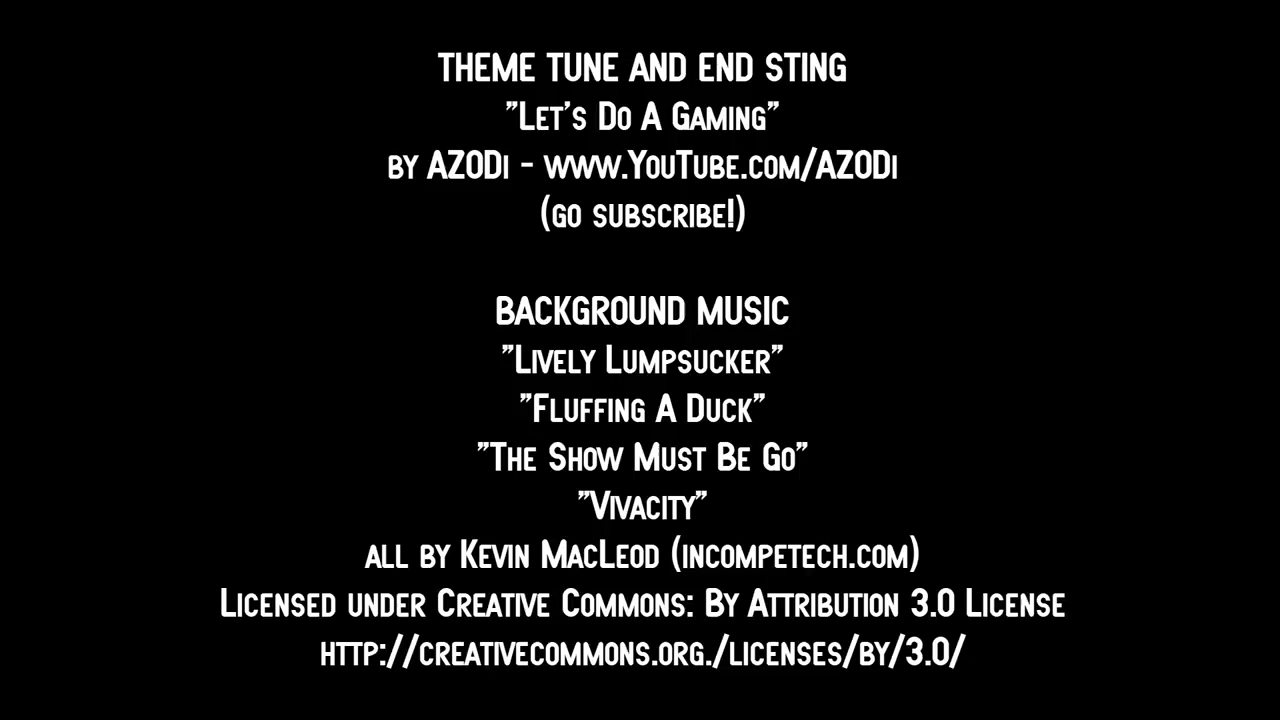 THEME TUNE AND END STING
"Let's Do A Gaming"
by AZODi - www.YouTube.com/AZODi
(go subscribe!)
BACKGROUND MUSIC
"Lively Lumpsucker"
"Fluffing A Duck"
"The Show Must Be Go"
"Vivacity"
all by Kevin MacLeod (incompetech.com)
Licensed under Creative Commons: By Attribution 3.0 License
http://creativecommons.org./licenses/by/3.0/